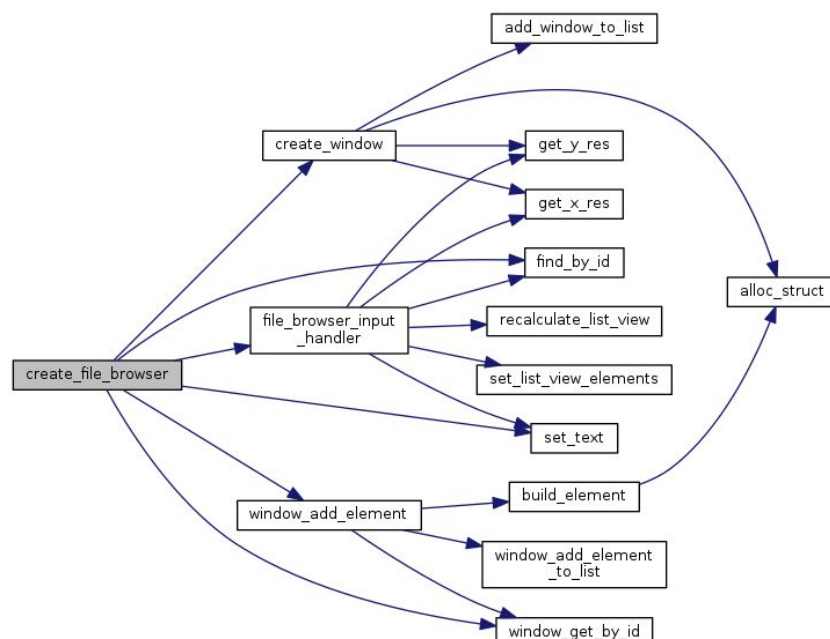 add_window_to_list
create_window
get_y_res
get_x_res
find_by_id
alloc_struct
file_browser_input
_handler
recalculate_list_view
create_file_browser
set_list_view_elements
set_text
build_element
window_add_element
window_add_element
_to_list
window_get_by_id